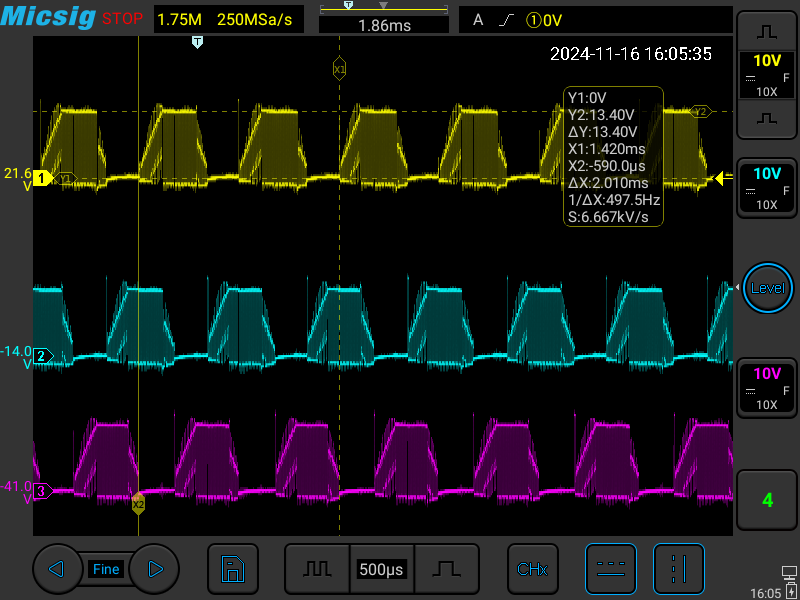 Micsig STOP 1.75M 250MSa/s T 1.86ms A ①0V
T
2024-11-16 16:05:35
X1
10V
F
10X
Y1:0V
Y2:13.40V
ΔY:13.40V
X1:1.420ms
X2:-590.0µs
ΔX:2.010ms
1/ΔX:497.5Hz
S:6.667kV/s
Y2
21.6
V
1
Y1
10V
F
10X
Level
-14.0
V
2
10V
F
10X
-41.0
V
3
X2
4
Fine
500µs
CHx
16:05